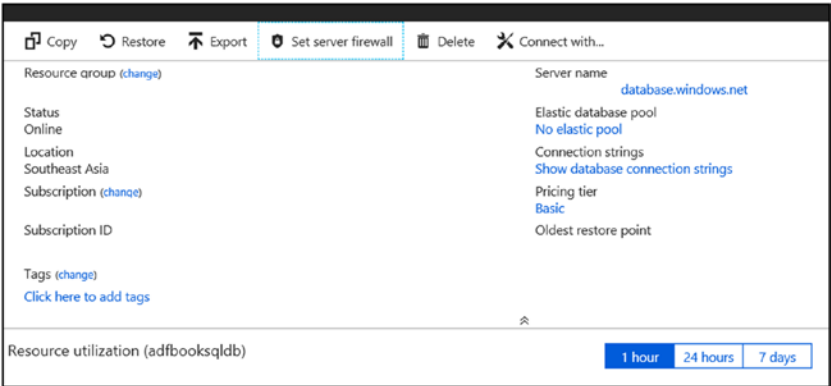 Copy Restore Export Set server firewall Delete Connect with...
Resource group (change)
Server name
database.windows.net
Status
Online
Elastic database pool
No elastic pool
Location
Southeast Asia
Connection strings
Show database connection strings
Subscription (change)
Pricing tier
Basic
Subscription ID
Oldest restore point
Tags (change)
Click here to add tags
Resource utilization (adfbooksqldb)
1 hour 24 hours 7 days